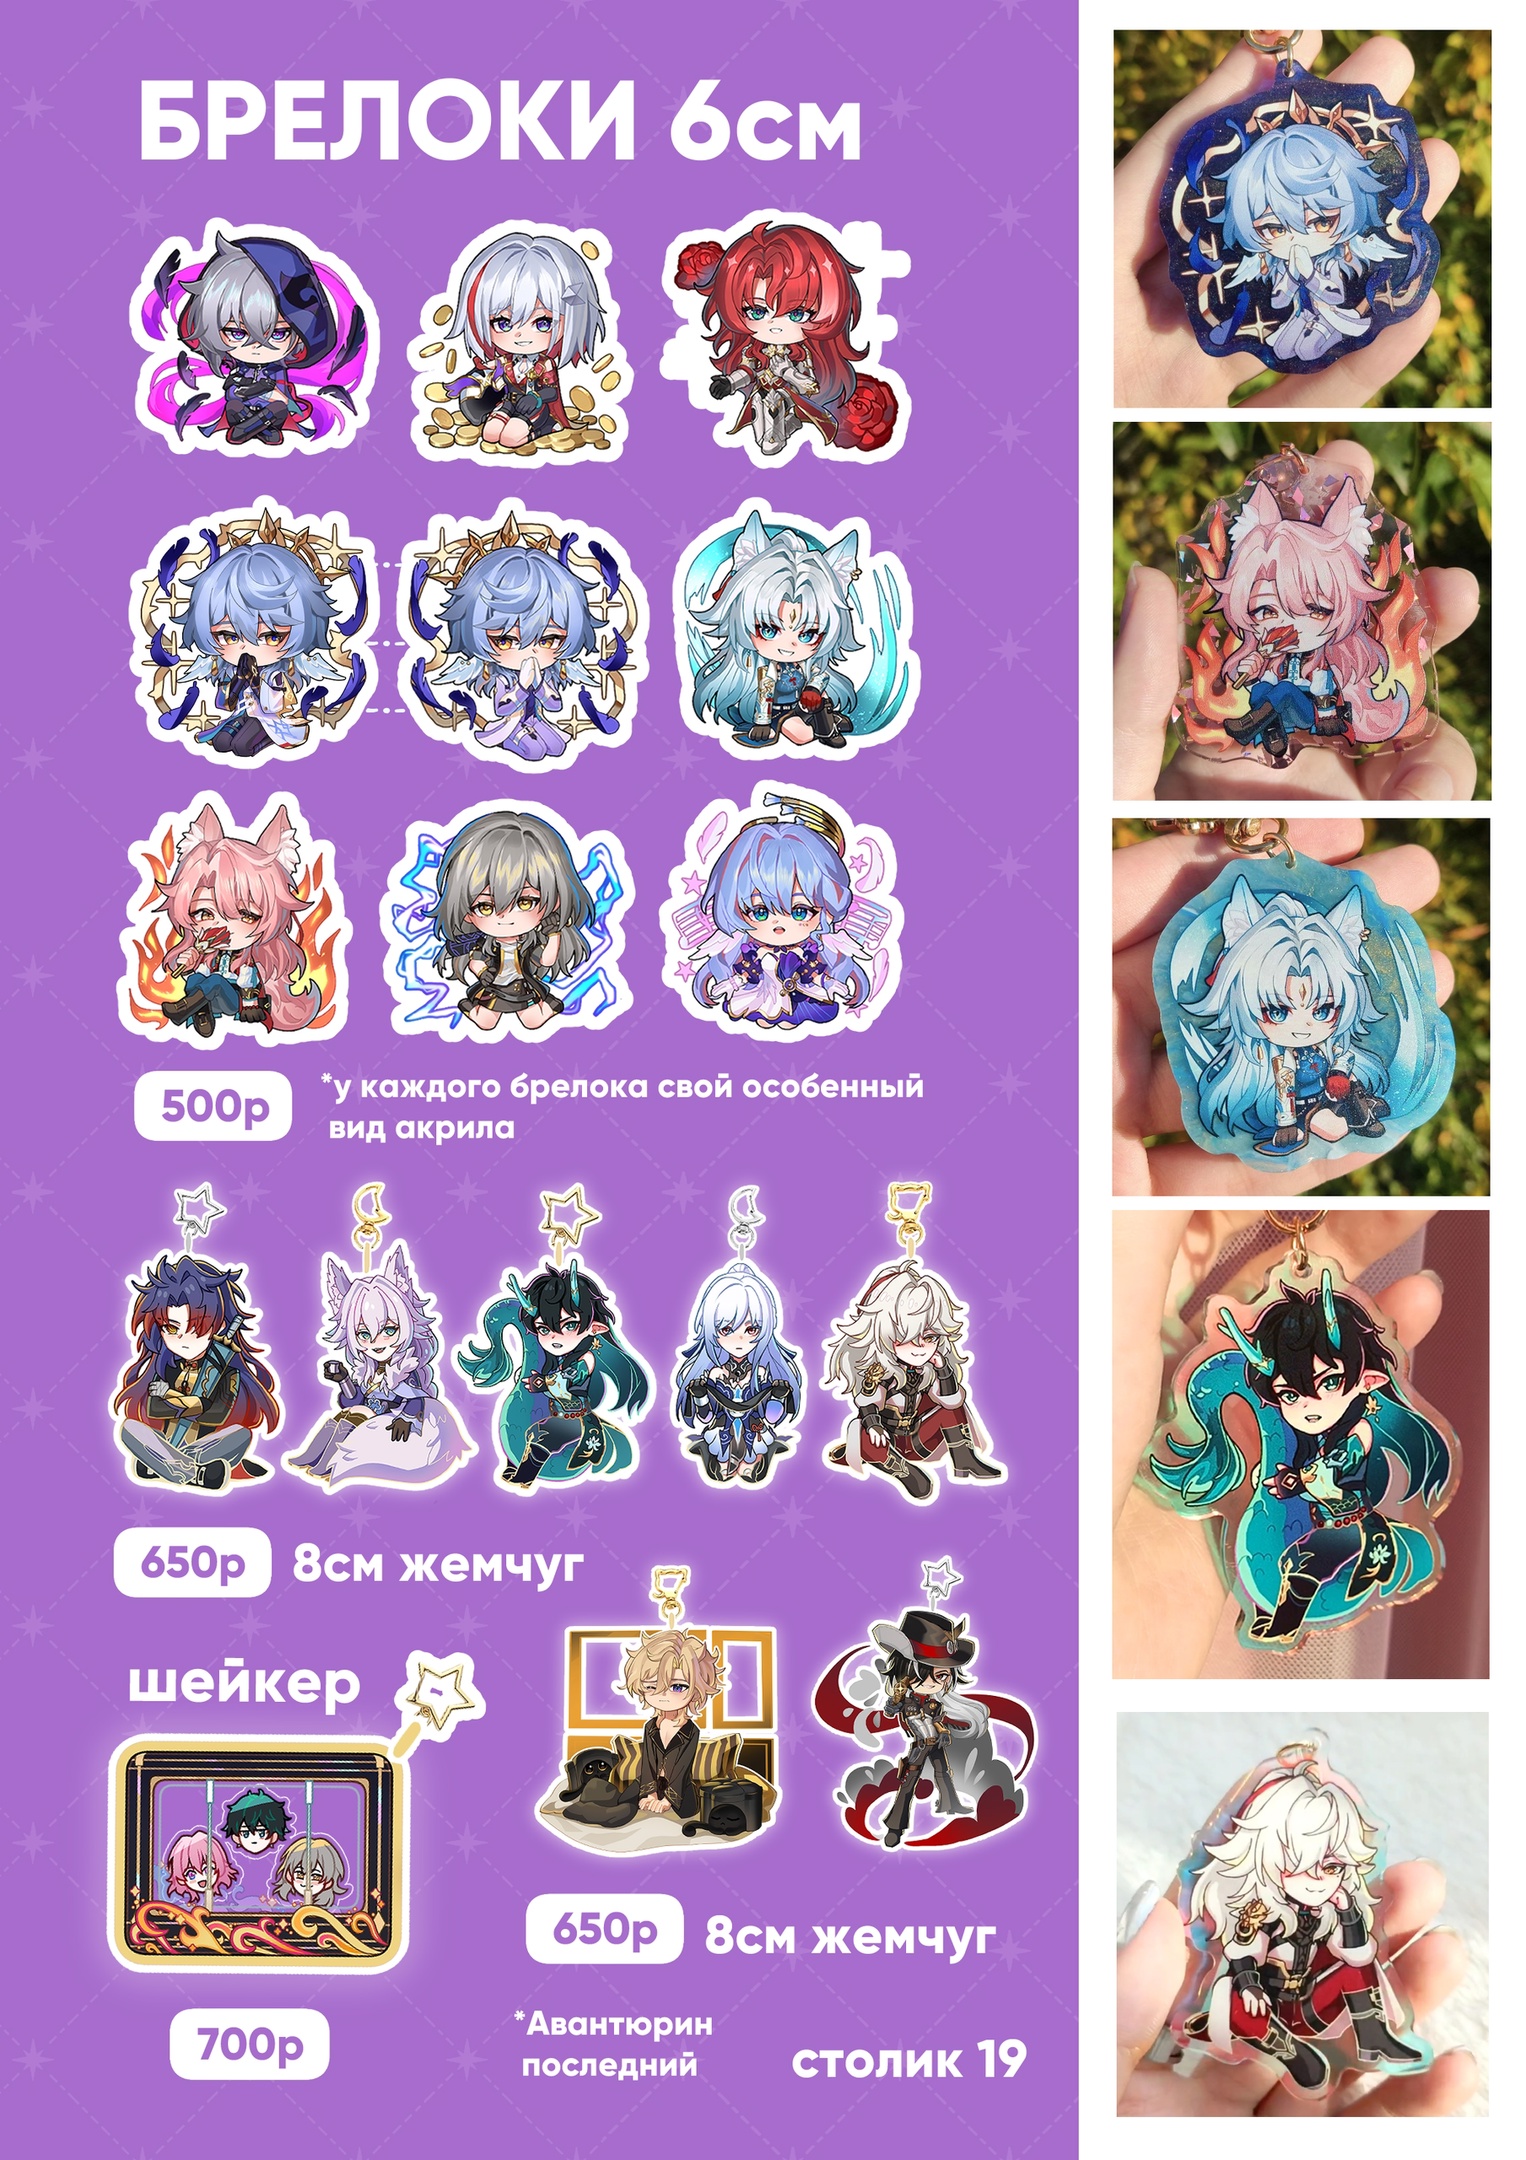 БРЕЛОКИ 6см
500р
*у каждого брелока свой особенный
вид акрила
650р 8см жемчуг
шейкер
700р
650р 8см жемчуг
*Авантюрин
последний
столик 19